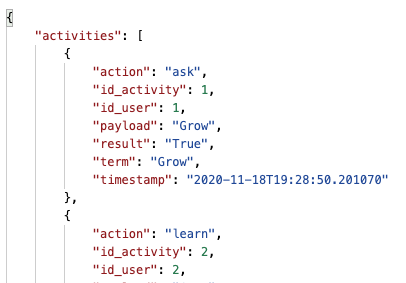 {
"activities": [
{
"action": "ask",
"id_activity": 1,
"id_user": 1,
"payload": "Grow",
"result": "True",
"term": "Grow",
"timestamp": "2020-11-18T19:28:50.201070"
},
{
"action": "learn",
"id_activity": 2,
"id_user": 2,